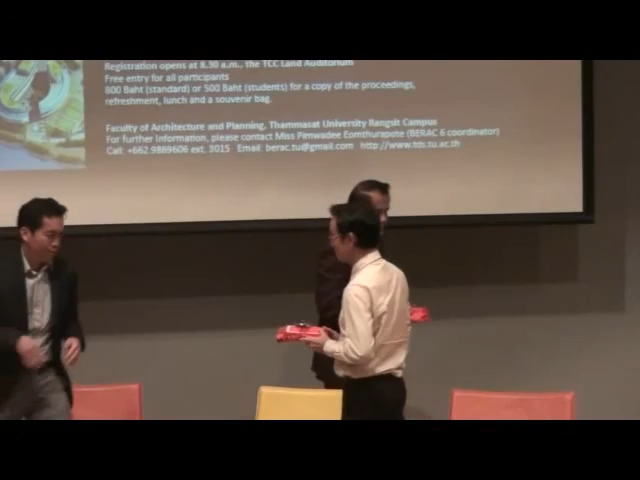 Registration opens at 8.30 a.m., the TCC Land Auditorium
Free entry for all participants
800 Baht (standard) or 500 Baht (students) for a copy of the proceedings,
refreshment, lunch and a souvenir bag.
Faculty of Architecture and Planning, Thammasat University Rangsit Campus
For further information, please contact Miss Pimwadee Eomthurapote (BERAC 6 coordinator)
Call: +662.9869606 ext. 3015 Email: berac.tu@gmail.com http://www.tds.tu.ac.th